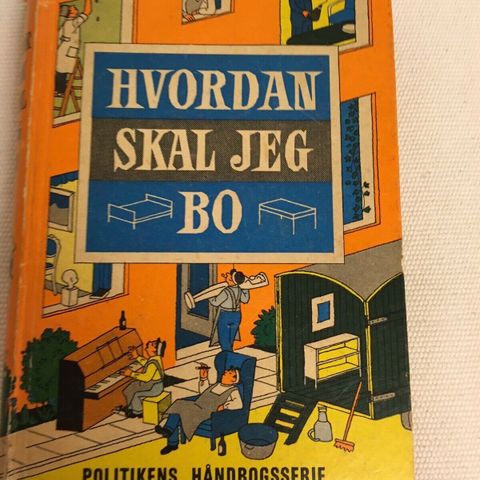 HVORDAN
SKAL JEG
BO
POLITIKENS HÅNDBOGSSERIE